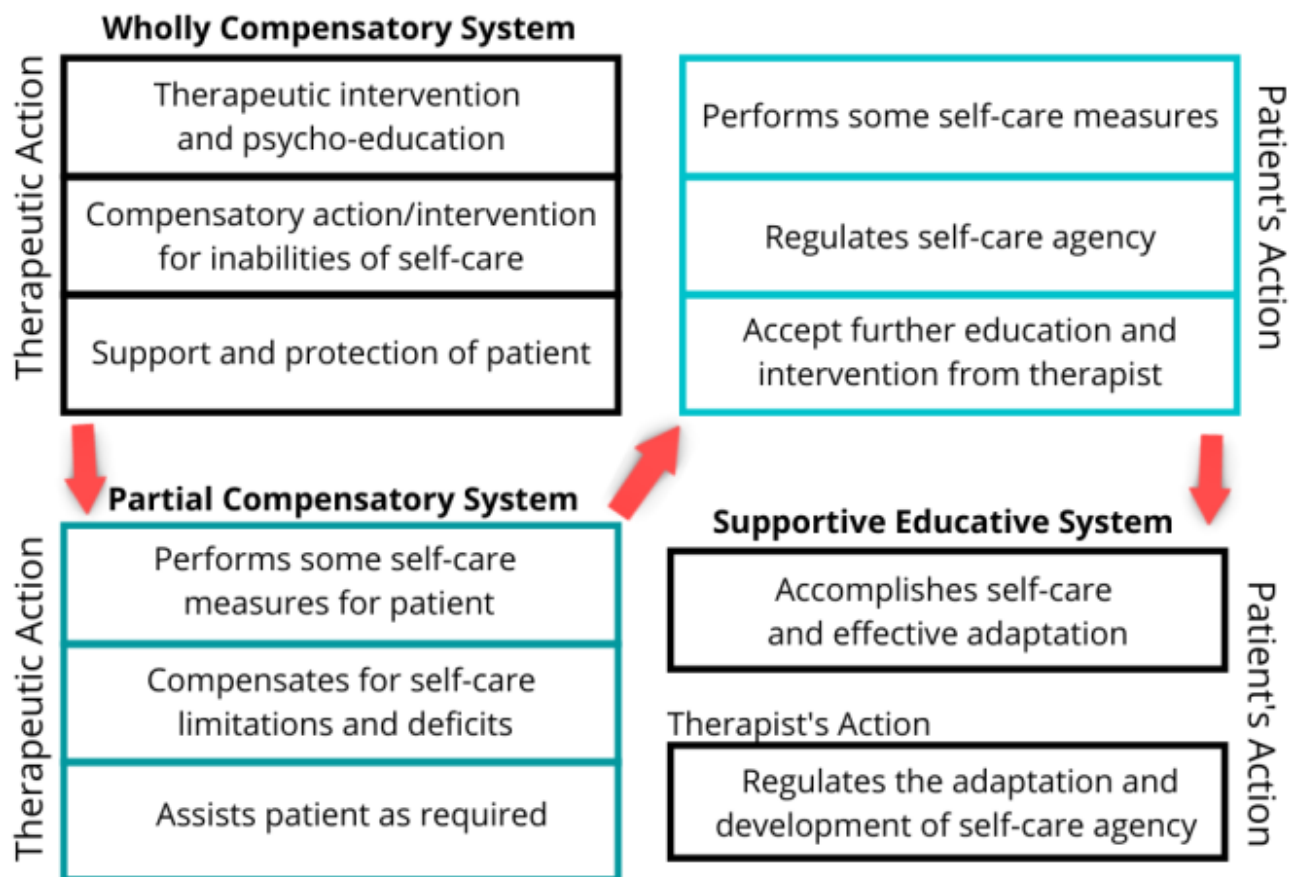 Wholly Compensatory System
Therapeutic Action
Therapeutic intervention
and psycho-education
Compensatory action/intervention
for inabilities of self-care
Support and protection of patient
Partial Compensatory System
Therapeutic Action
Performs some self-care
measures for patient
Compensates for self-care
limitations and deficits
Assists patient as required
Patient's Action
Performs some self-care measures
Regulates self-care agency
Accept further education and
intervention from therapist
Supportive Educative System
Patient's Action
Accomplishes self-care
and effective adaptation
Therapist's Action
Regulates the adaptation and
development of self-care agency